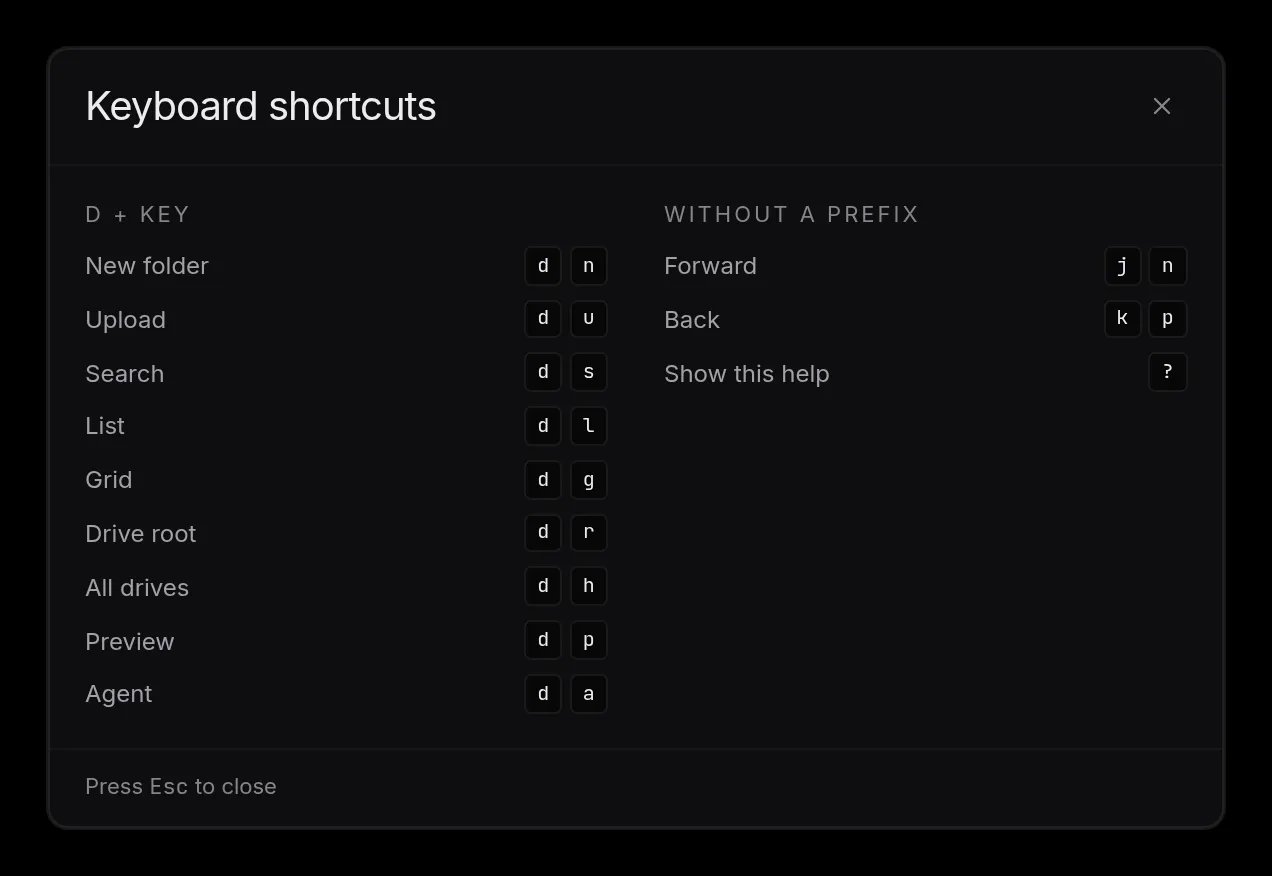 Keyboard shortcuts
D + KEY
New folder d n
Upload d u
Search d s
List d l
Grid d g
Drive root d r
All drives d h
Preview d p
Agent d a
WITHOUT A PREFIX
Forward j n
Back k p
Show this help ?
Press Esc to close